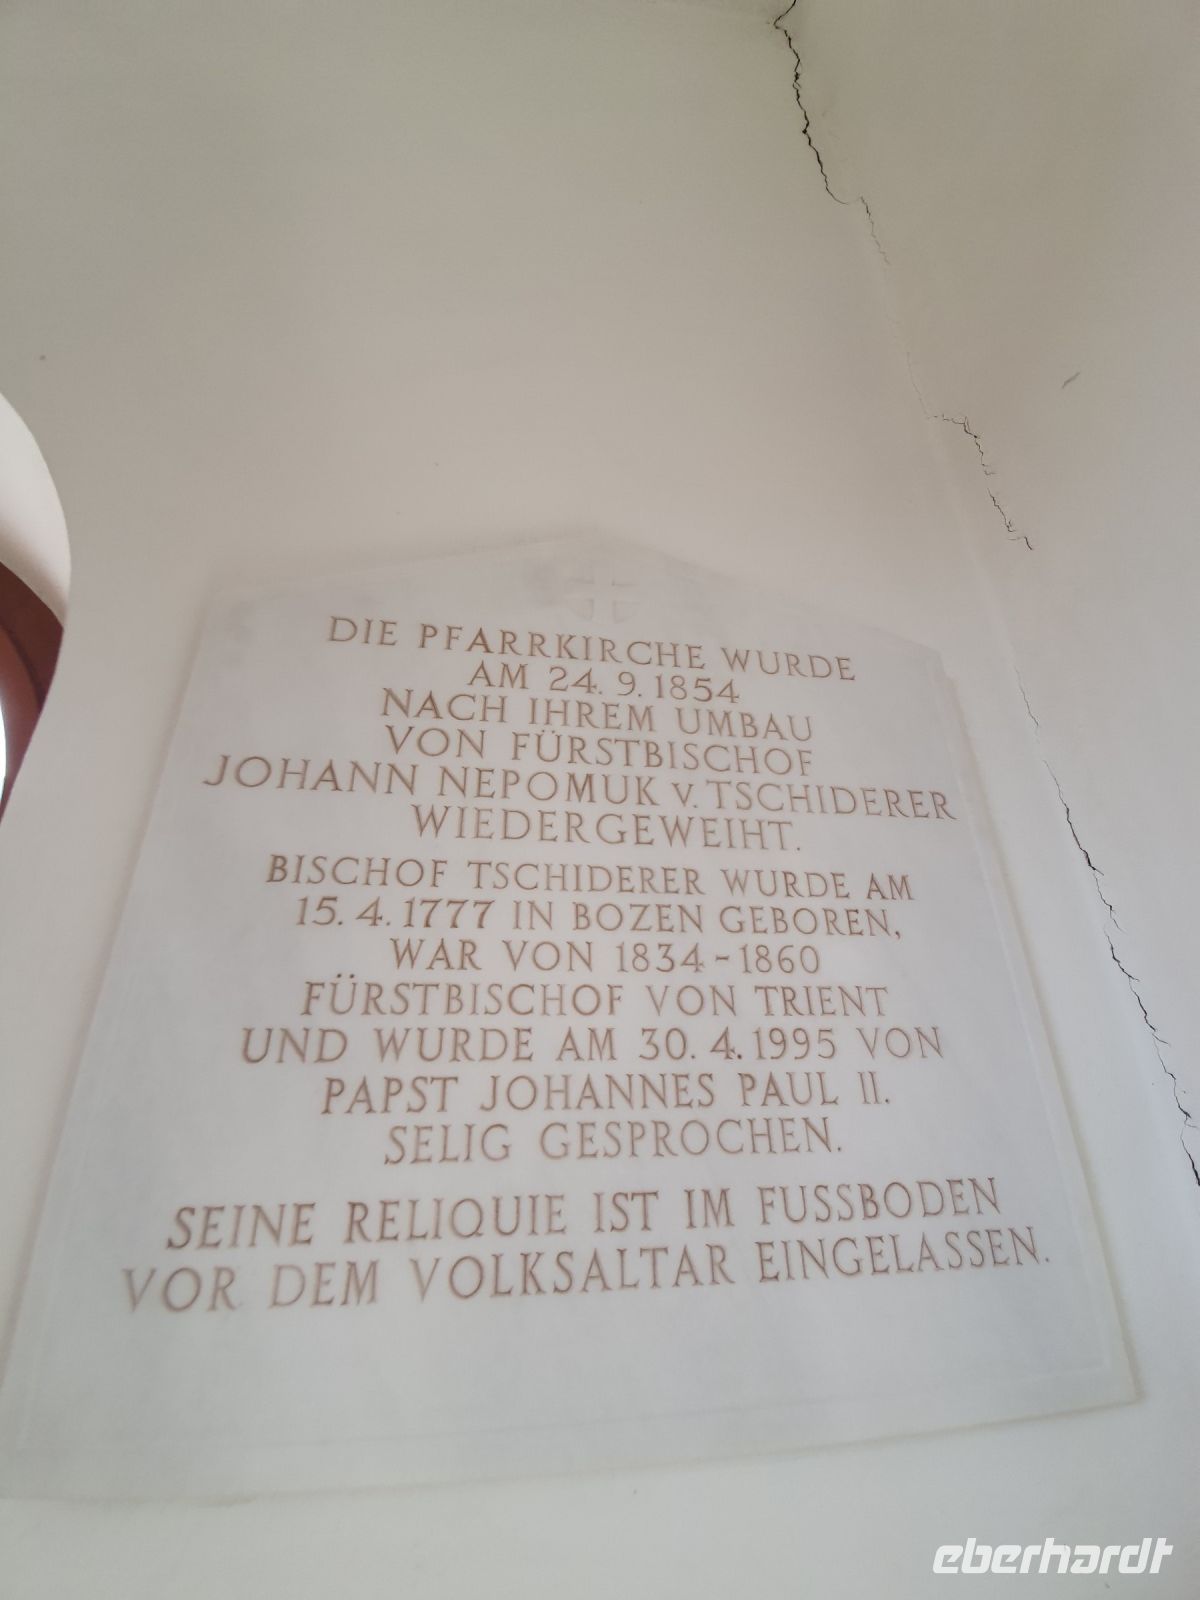 DIE PFARRKIRCHE WURDE
AM 24. 9. 1854
NACH IHREM UMBAU
VON FÜRSTBISCHOF
JOHANN NEPOMUK V. TSCHIDERER
WIEDERGEWEIHT.
BISCHOF TSCHIDERER WURDE AM
15. 4. 1777 IN BOZEN GEBOREN,
WAR VON 1834-1860
FÜRSTBISCHOF VON TRIENT
UND WURDE AM 30. 4. 1995 VON
PAPST JOHANNES PAUL II.
SELIG GESPROCHEN.
SEINE RELIQUIE IST IM FUSSBODEN
VOR DEM VOLKSALTAR EINGELASSEN.
eberhardt